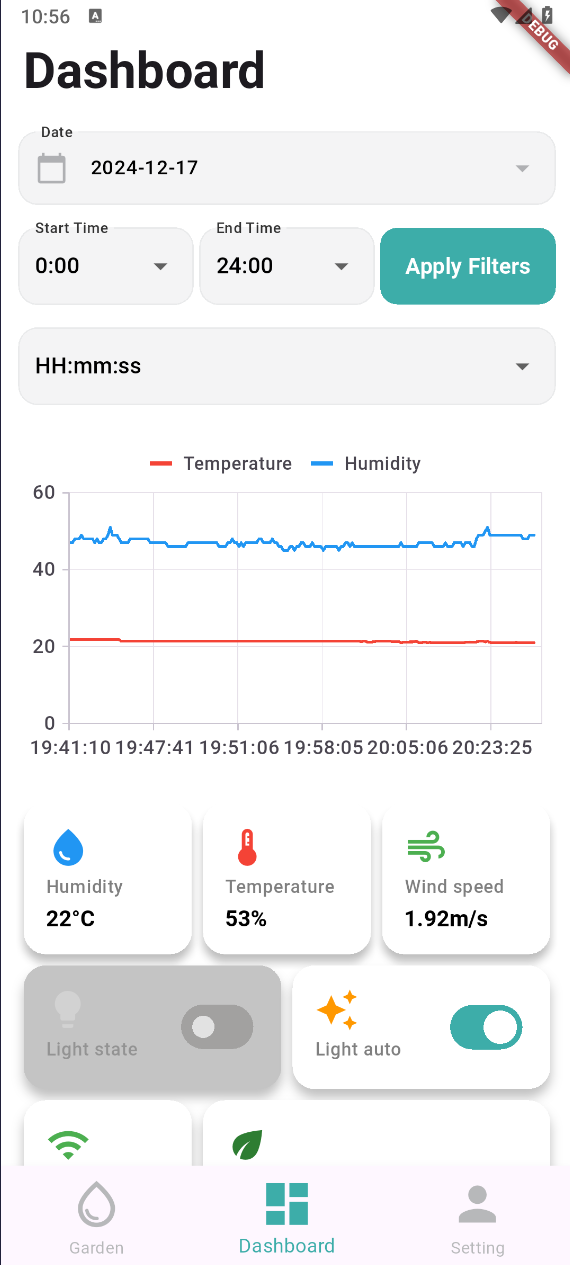 10:56 A
DEBUG
Dashboard
Date
2024-12-17
Start Time End Time
0:00 24:00 Apply Filters
HH:mm:ss
Temperature Humidity
60
40
20
0
19:41:10 19:47:41 19:51:06 19:58:05 20:05:06 20:23:25
Humidity Temperature Wind speed
22°C 53% 1.92m/s
Light state Light auto
Garden Dashboard Setting